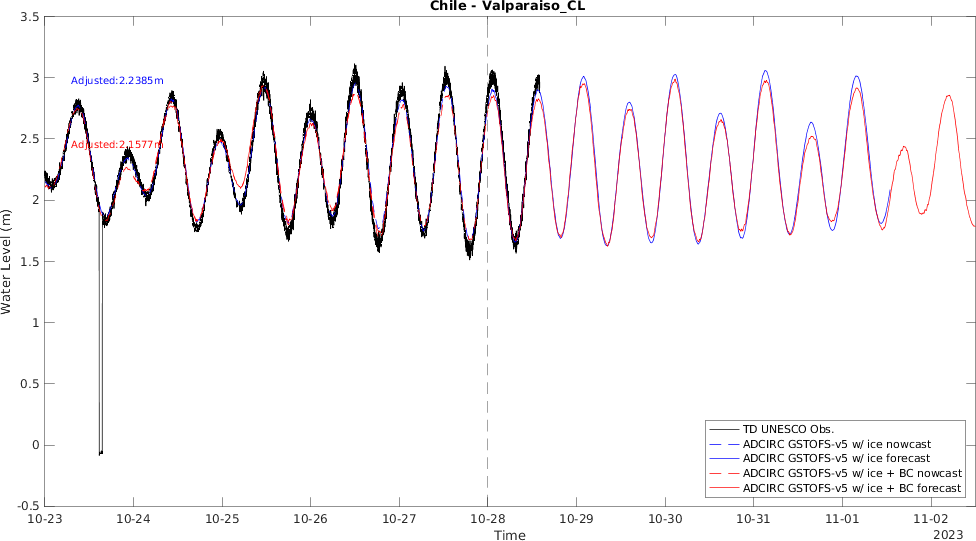 Chile - Valparaiso_CL
3.5
3
2.5
2
1.5
1
0.5
0
-0.5
Water Level (m)
Adjusted:2.2385m
Adjusted:2.1577m
TD UNESCO Obs.
ADCIRC GSTOFS-v5 w/ ice nowcast
ADCIRC GSTOFS-v5 w/ ice forecast
ADCIRC GSTOFS-v5 w/ ice + BC nowcast
ADCIRC GSTOFS-v5 w/ ice + BC forecast
10-23 10-24 10-25 10-26 10-27 10-28 10-29 10-30 10-31 11-01 11-02
Time
2023